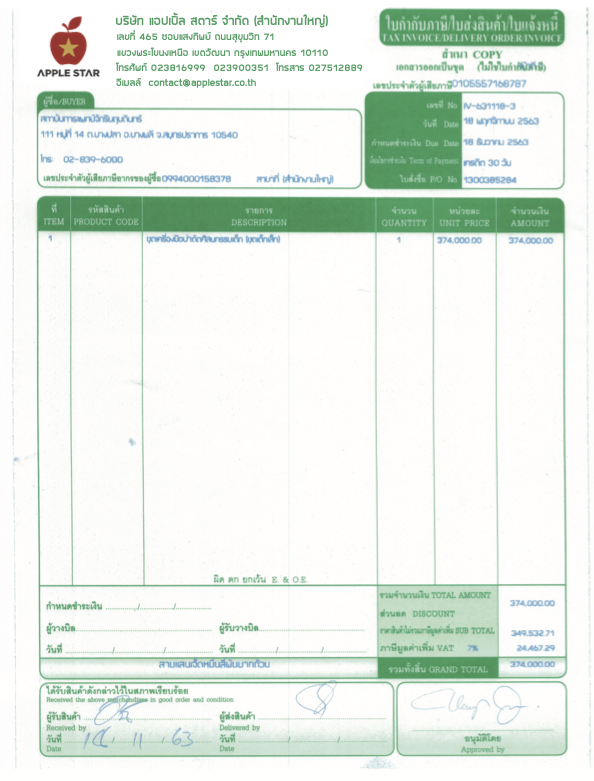 APPLE STAR
บริษัท แอปเปิ้ล สตาร์ จำกัด (สำนักงานใหญ่)
เลขที่ 465 ซอยแสงทิพย์ ถนนสุขุมวิท 71
แขวงพระโขนงเหนือ เขตวัฒนา กรุงเทพมหานคร 10110
โทรศัพท์ 023816999 023900351 โทรสาร 027512889
อีเมลล์ contact@applestar.co.th
ใบกำกับภาษี/ใบส่งสินค้า/ใบแจ้งหนี้
TAX INVOICE/DELIVERY ORDER/INVOICE
สำเนา COPY
เอกสารออกเป็นชุด (ไม่ใช่ใบกำกับภาษี)
เลขประจำตัวผู้เสียภาษี 0105557168787
ผู้ซื้อ/BUYER
สถาบันการแพทย์จักรีนฤบดินทร์
111 หมู่ที่ 14 ต.บางปลา อ.บางพลี จ.สมุทรปราการ 10540
โทร: 02-839-6000
เลขประจำตัวผู้เสียภาษีอากรของผู้ซื้อ 0994000158378 สาขาที่ (สำนักงานใหญ่)
เลขที่ No IV-631118-3
วันที่ Date 18 พฤศจิกายน 2563
กำหนดชำระเงิน Due Date 18 ธันวาคม 2563
Term of Payment เครดิต 30 วัน
ใบสั่งซื้อ P/O No 1300385284
ที่ รหัสสินค้า รายการ จำนวน หน่วยละ จำนวนเงิน
ITEM PRODUCT CODE DESCRIPTION QUANTITY UNIT PRICE AMOUNT
1 ชุดเครื่องมือผ่าตัดศัลยกรรมเด็ก (ชุดเด็กเล็ก) 1 374,000.00 374,000.00
ผิด ตก ยกเว้น E. & O.E.
รวมจำนวนเงิน TOTAL AMOUNT 374,000.00
กำหนดชำระเงิน ............/............/............
ส่วนลด DISCOUNT
ผู้วางบิล ผู้รับวางบิล
ราคาสินค้าไม่รวมภาษีมูลค่าเพิ่ม SUB TOTAL 349,532.71
วันที่ / / วันที่ / /
ภาษีมูลค่าเพิ่ม VAT 7% 24,467.29
สามแสนเจ็ดหมื่นสี่พันบาทถ้วน
รวมทั้งสิ้น GRAND TOTAL 374,000.00
ได้รับสินค้าดังกล่าวไว้ในสภาพเรียบร้อย
Received the above merchandise in good order and condition
ผู้รับสินค้า ผู้ส่งสินค้า
Received by Delivered by
วันที่ 18 / 11 / 63 วันที่ / /
Date Date
อนุมัติโดย
Approved by